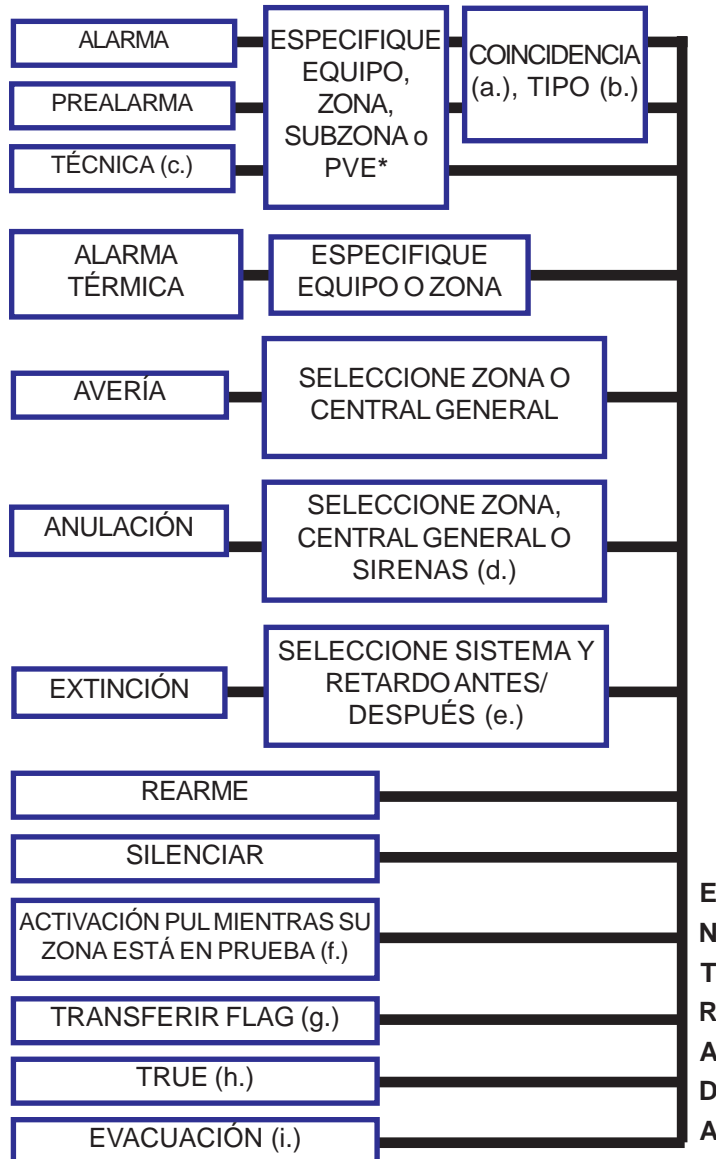 ALARMA
PREALARMA
TÉCNICA (c.)
ESPECIFIQUE
EQUIPO,
ZONA,
SUBZONA o
PVE*
COINCIDENCIA
(a.), TIPO (b.)
ALARMA
TÉRMICA
ESPECIFIQUE
EQUIPO O ZONA
AVERÍA
SELECCIONE ZONA O
CENTRAL GENERAL
ANULACIÓN
SELECCIONE ZONA,
CENTRAL GENERAL O
SIRENAS (d.)
EXTINCIÓN
SELECCIONE SISTEMA Y
RETARDO ANTES/
DESPUÉS (e.)
REARME
SILENCIAR
ACTIVACIÓN PUL MIENTRAS SU
ZONA ESTÁ EN PRUEBA (f.)
TRANSFERIR FLAG (g.)
TRUE (h.)
EVACUACIÓN (i.)
E
N
T
R
A
D
A